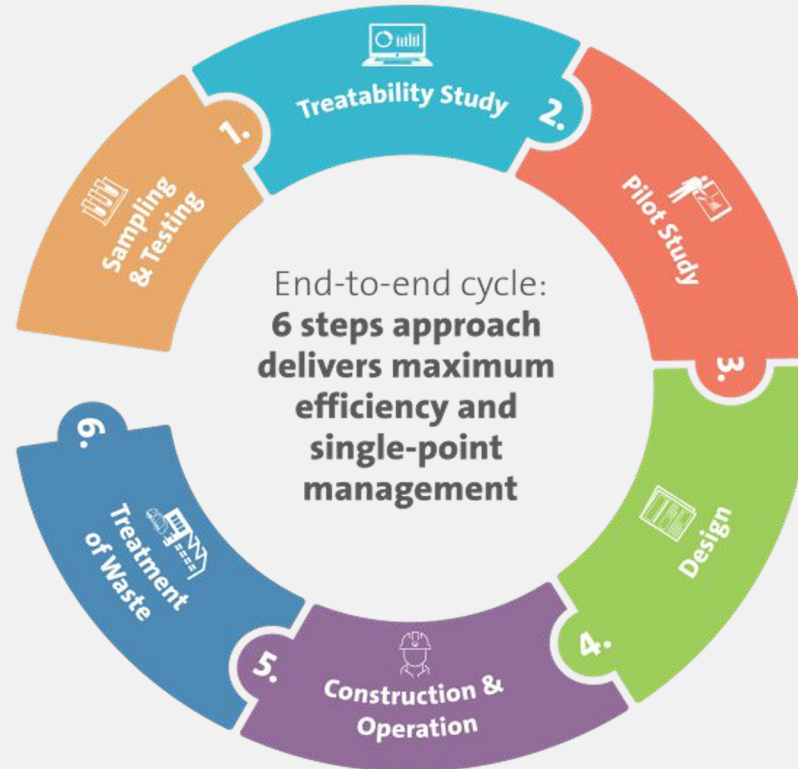 1.
Sampling
& Testing
Treatability Study
2.
Pilot Study
3.
Design
4.
Construction &
Operation
5.
Treatment
of Waste
6.
End-to-end cycle:
6 steps approach
delivers maximum
efficiency and
single-point
management